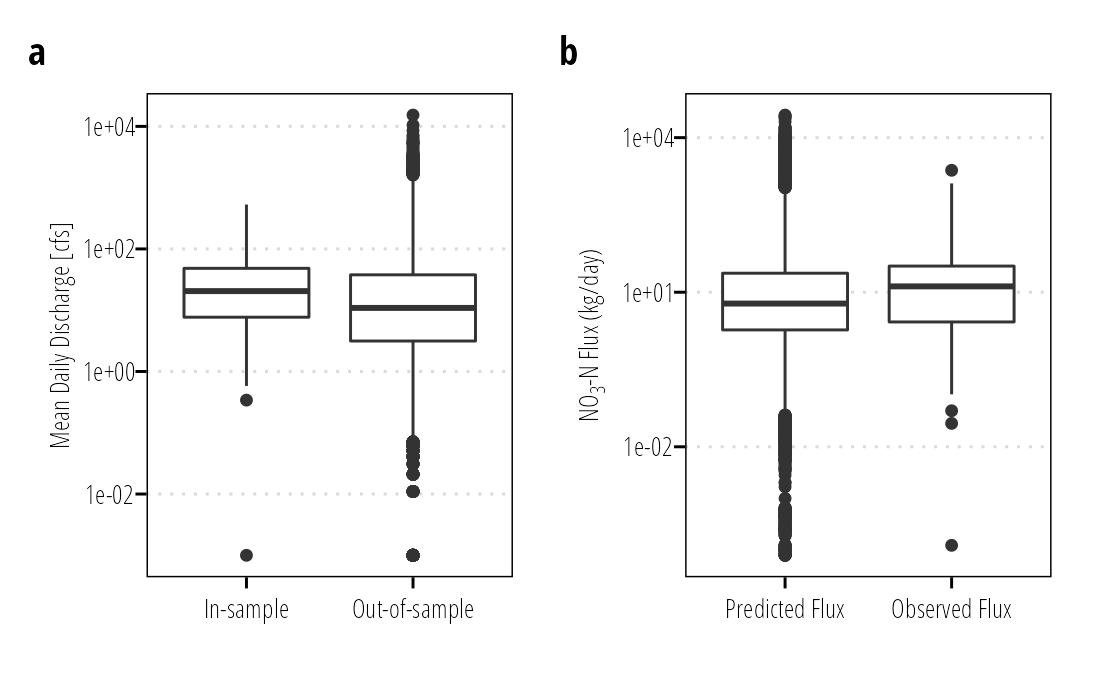 a
Mean Daily Discharge [cfs]
1e+04
1e+02
1e+00
1e-02
In-sample
Out-of-sample
b
NO3-N Flux (kg/day)
1e+04
1e+01
1e-02
Predicted Flux
Observed Flux